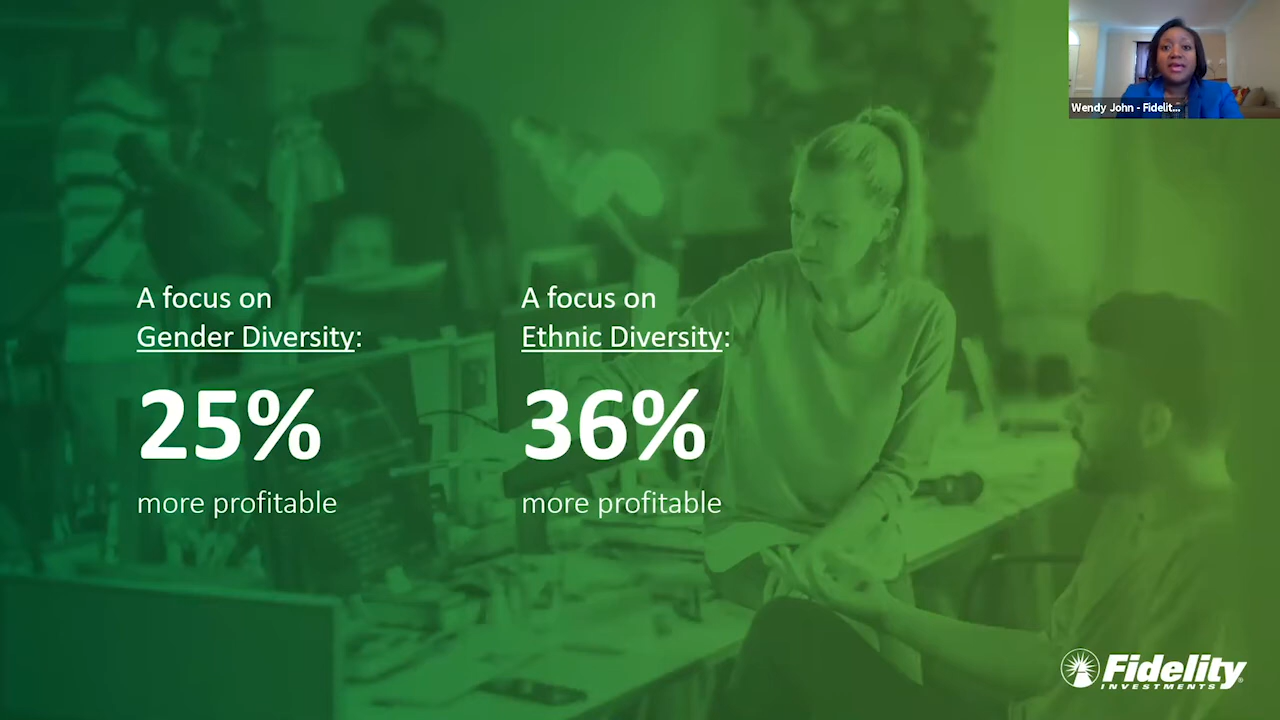 Wendy John - Fidelit...
A focus on
Gender Diversity:
25%
more profitable
A focus on
Ethnic Diversity:
36%
more profitable
Fidelity
INVESTMENTS